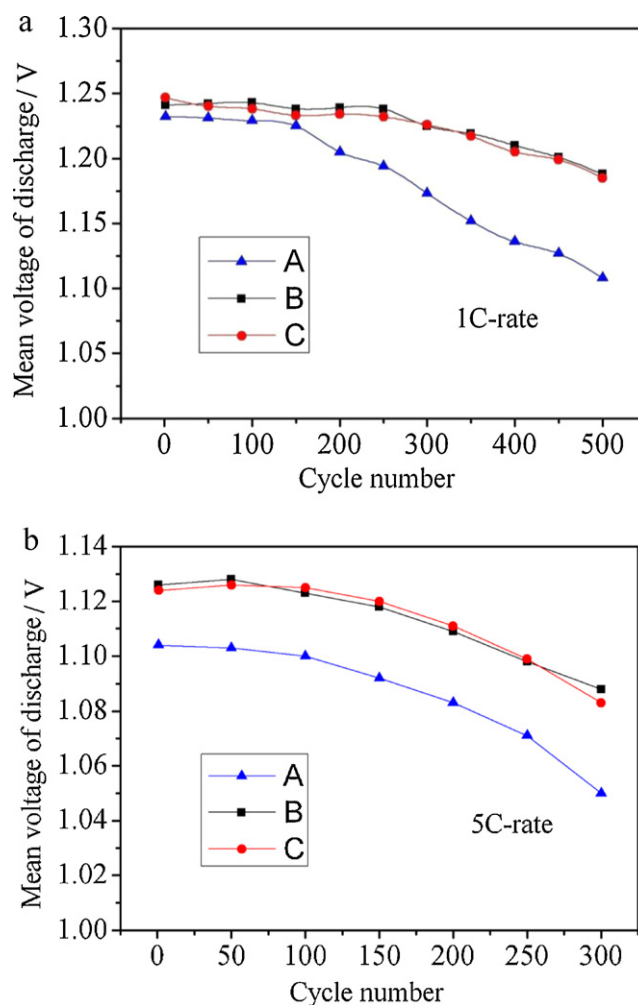 a
1.30
1.25
1.20
1.15
1.10
1.05
1.00
Mean voltage of discharge / V
A
B
C
1C-rate
0 100 200 300 400 500
Cycle number
b
1.14
1.12
1.10
1.08
1.06
1.04
1.02
1.00
Mean voltage of discharge / V
A
B
C
5C-rate
0 50 100 150 200 250 300
Cycle number